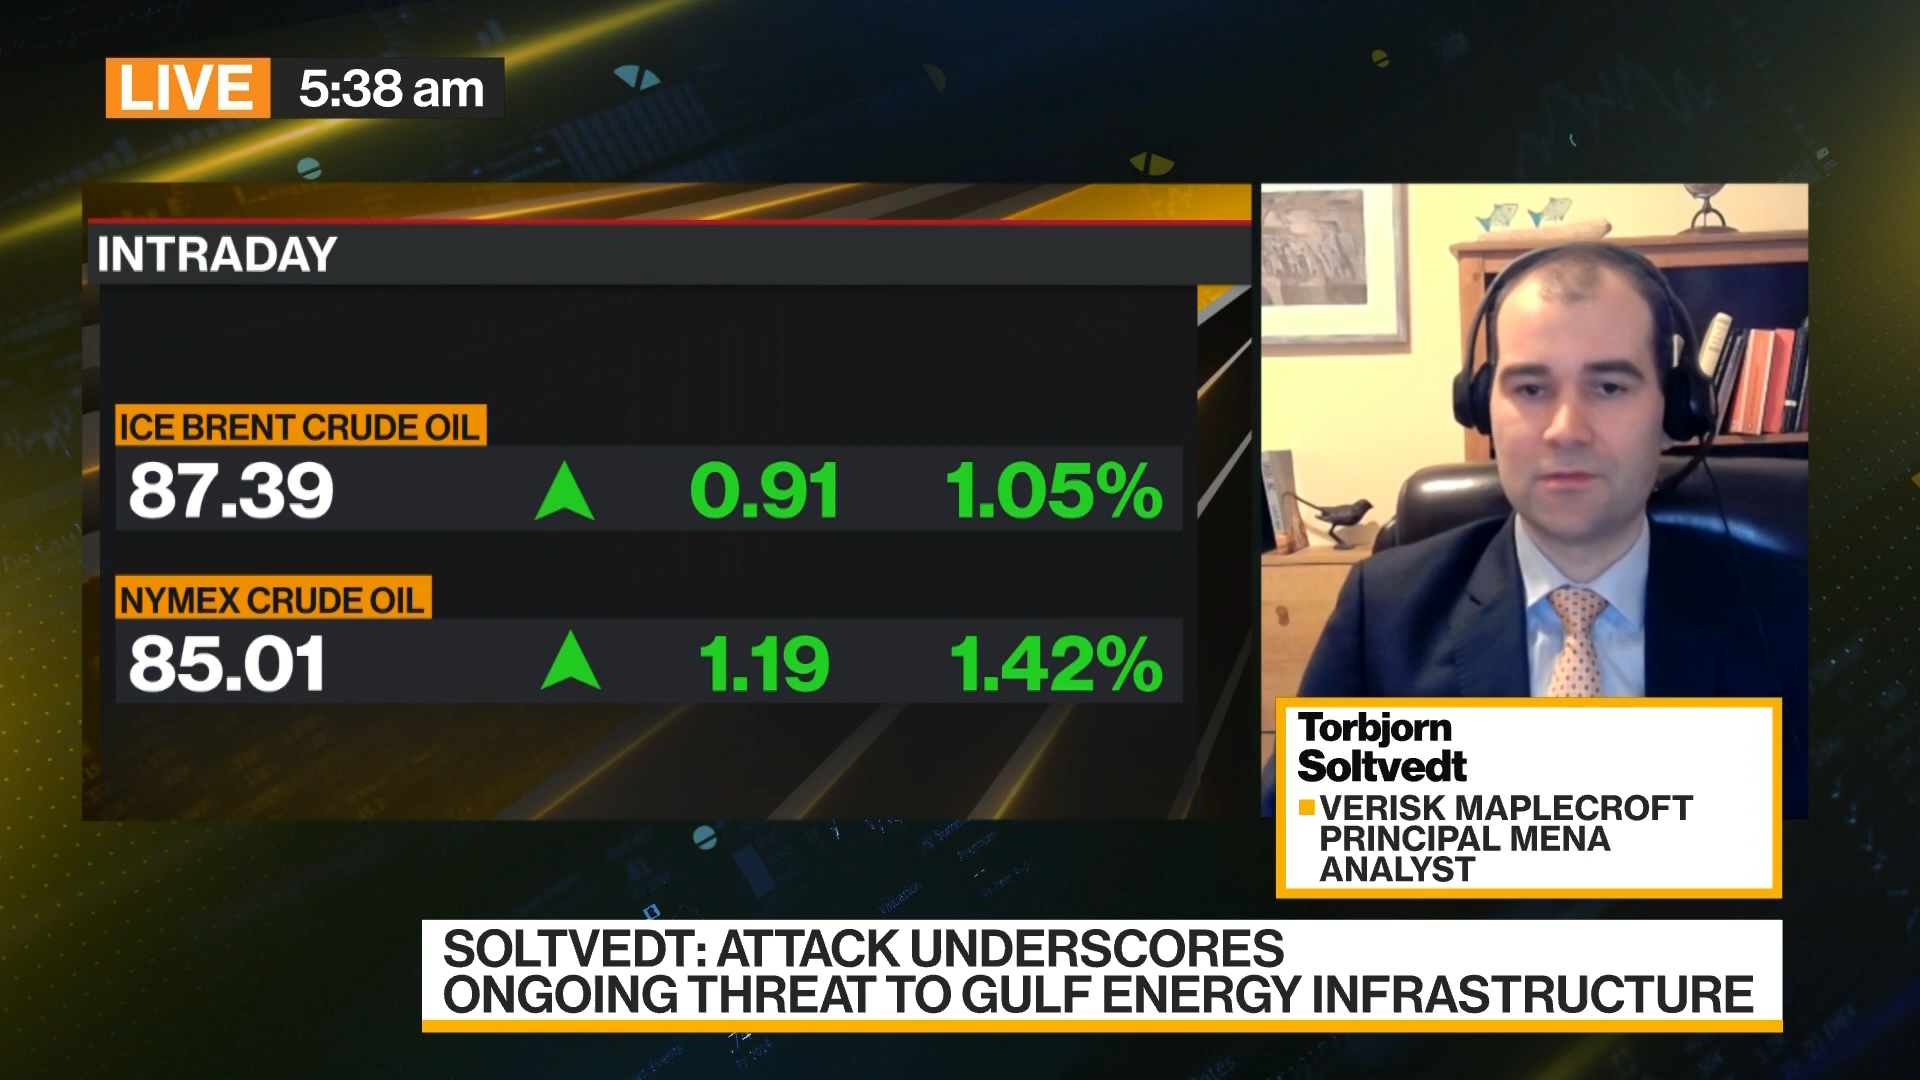 LIVE 5:38 am
INTRADAY
ICE BRENT CRUDE OIL
87.39 0.91 1.05%
NYMEX CRUDE OIL
85.01 1.19 1.42%
Torbjorn
Soltvedt
VERISK MAPLECROFT
PRINCIPAL MENA
ANALYST
SOLTVEDT: ATTACK UNDERSCORES
ONGOING THREAT TO GULF ENERGY INFRASTRUCTURE